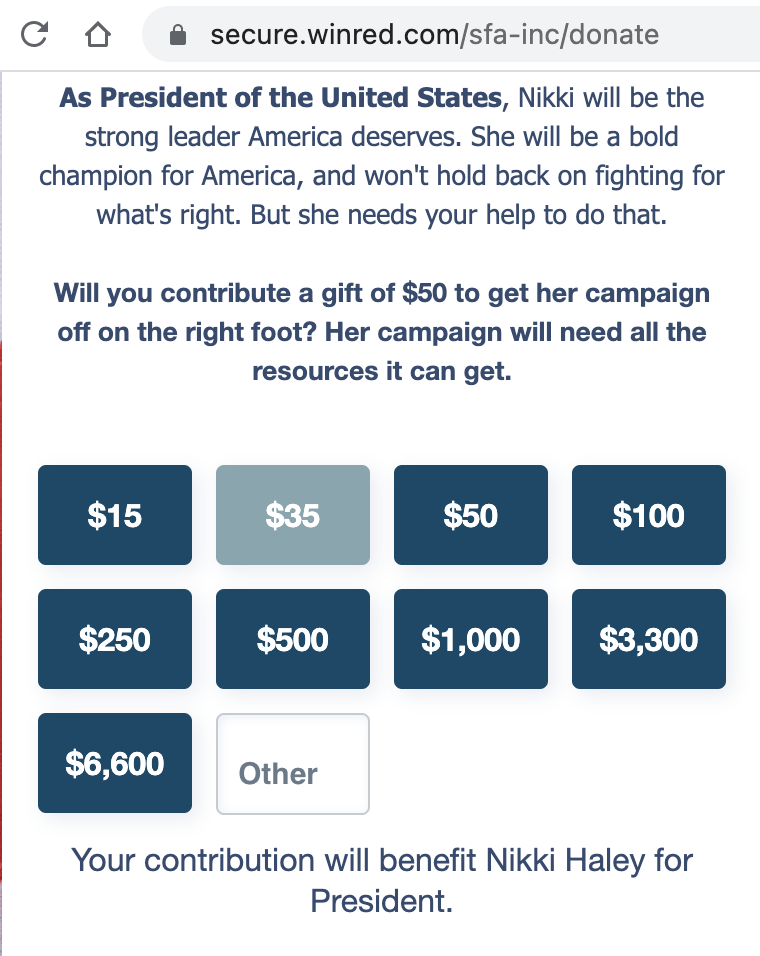 secure.winred.com/sfa-inc/donate
As President of the United States, Nikki will be the
strong leader America deserves. She will be a bold
champion for America, and won't hold back on fighting for
what's right. But she needs your help to do that.
Will you contribute a gift of $50 to get her campaign
off on the right foot? Her campaign will need all the
resources it can get.
$15 $35 $50 $100
$250 $500 $1,000 $3,300
$6,600 Other
Your contribution will benefit Nikki Haley for
President.